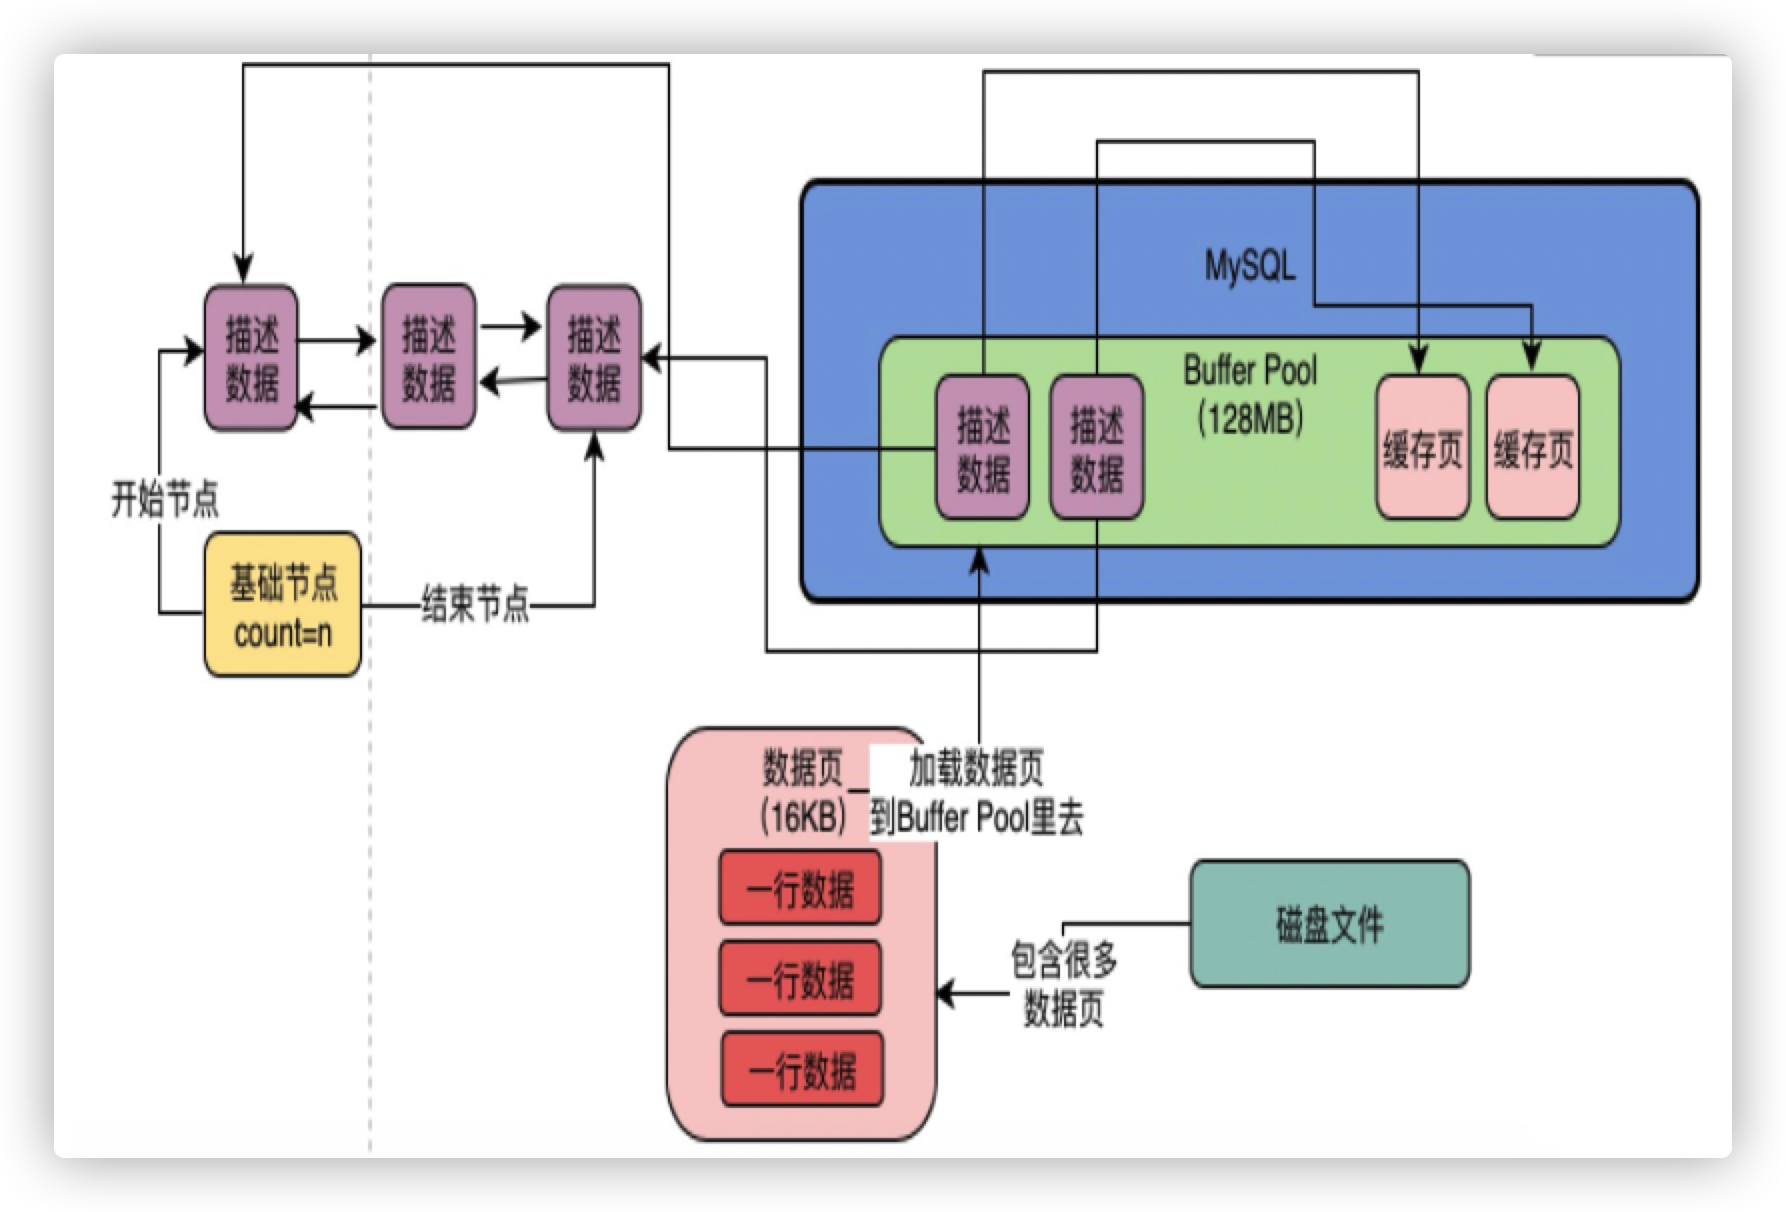 MySQL
Buffer Pool
(128MB)
描述
数据
描述
数据
描述
数据
描述
数据
描述
数据
缓存页
缓存页
开始节点
基础节点
count=n
结束节点
数据页
(16KB)
加载数据页
到Buffer Pool里去
一行数据
一行数据
一行数据
包含很多
数据页
磁盘文件